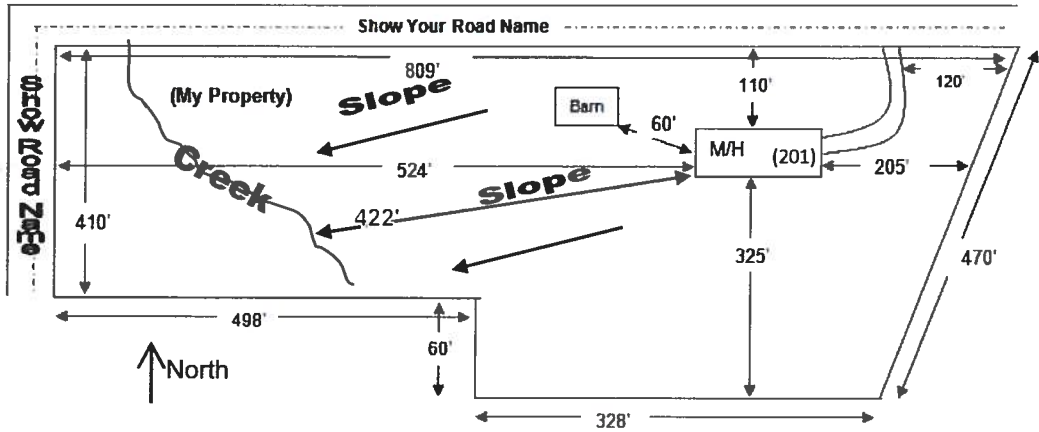 Show Your Road Name
809'
(My Property)
Slope
Barn
110'
120'
60'
M/H
(201)
Creek
524'
205'
Show Road Name
Slope
410'
422'
325'
470'
498'
60'
North
328'